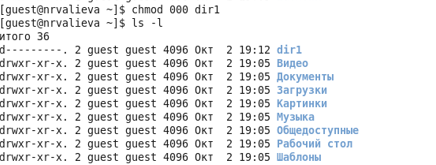 [guest@nrvalieva ~]$ chmod 000 dir1
[guest@nrvalieva ~]$ ls -l
итого 36
d---------. 2 guest guest 4096 Окт  2 19:12 dir1
drwxr-xr-x. 2 guest guest 4096 Окт  2 19:05 Видео
drwxr-xr-x. 2 guest guest 4096 Окт  2 19:05 Документы
drwxr-xr-x. 2 guest guest 4096 Окт  2 19:05 Загрузки
drwxr-xr-x. 2 guest guest 4096 Окт  2 19:05 Картинки
drwxr-xr-x. 2 guest guest 4096 Окт  2 19:05 Музыка
drwxr-xr-x. 2 guest guest 4096 Окт  2 19:05 Общедоступные
drwxr-xr-x. 2 guest guest 4096 Окт  2 19:05 Рабочий стол
drwxr-xr-x. 2 guest guest 4096 Окт  2 19:05 Шаблоны